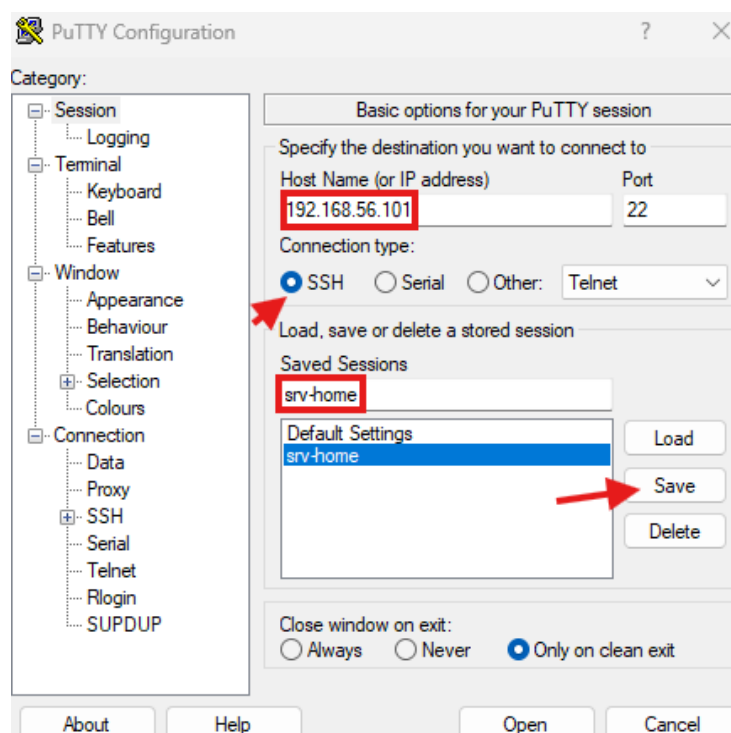 PuTTY Configuration ? ×
Category:
Session
Logging
Terminal
Keyboard
Bell
Features
Window
Appearance
Behaviour
Translation
Selection
Colours
Connection
Data
Proxy
SSH
Serial
Telnet
Rlogin
SUPDUP
Basic options for your PuTTY session
Specify the destination you want to connect to
Host Name (or IP address) Port
192.168.56.101 22
Connection type:
SSH Serial Other: Telnet
Load, save or delete a stored session
Saved Sessions
srv-home
Default Settings
srv-home
Load
Save
Delete
Close window on exit:
Always Never Only on clean exit
About Help Open Cancel